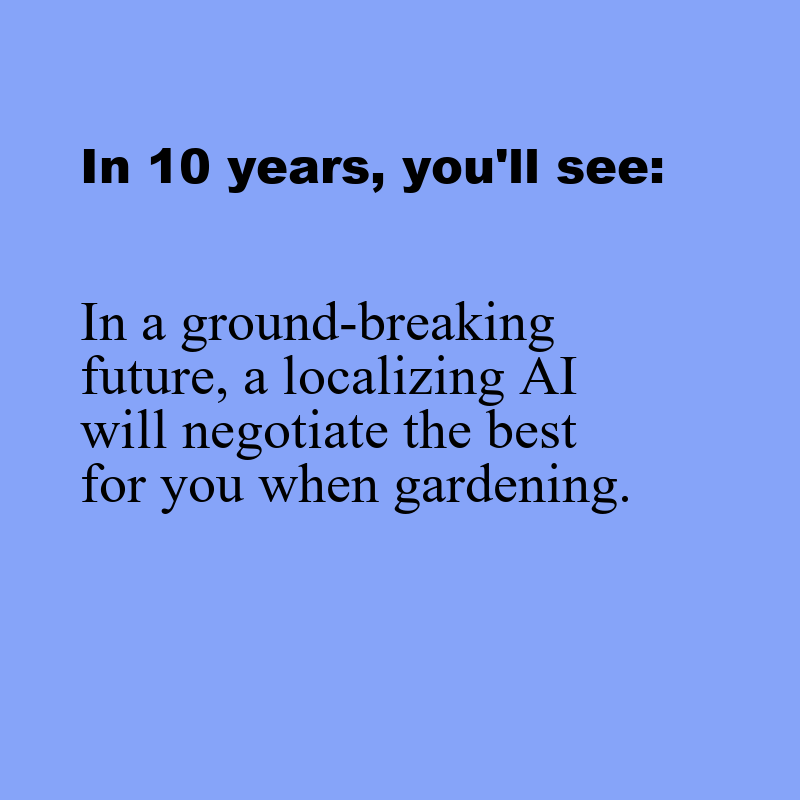 In 10 years, you'll see:
In a ground-breaking
future, a localizing AI
will negotiate the best
for you when gardening.